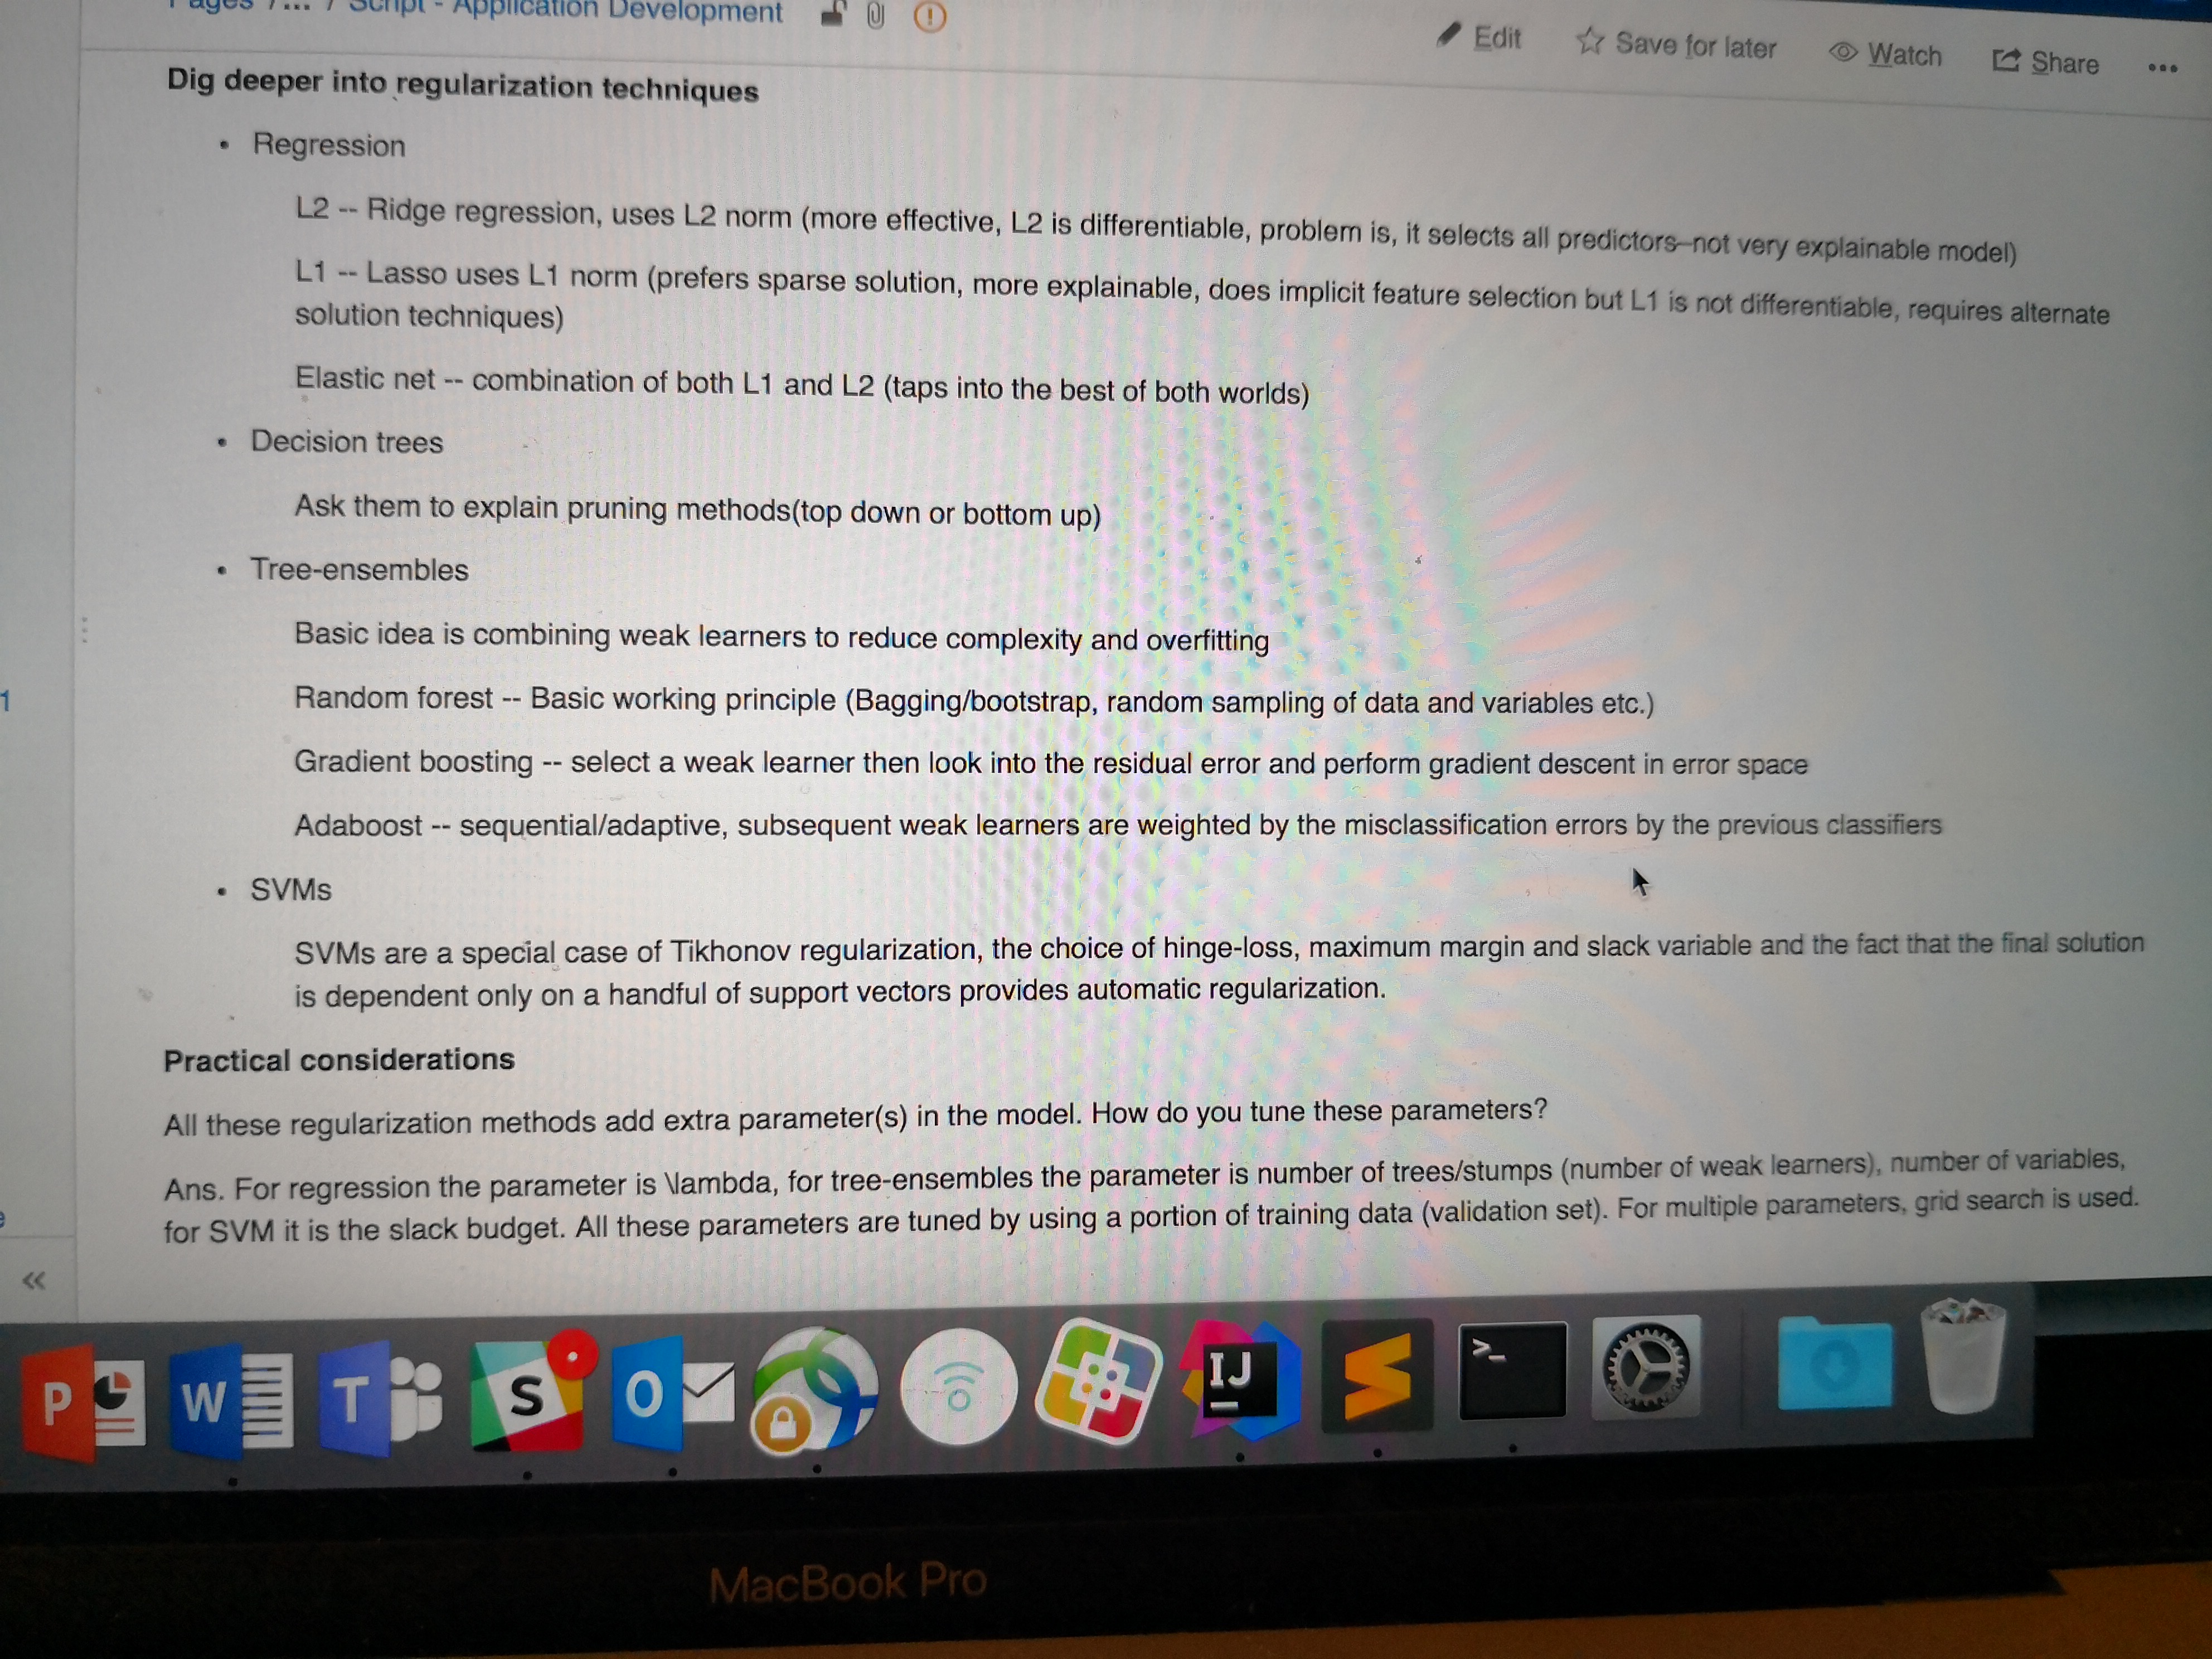 Pages /... / Script - Application Development
Edit Save for later Watch Share ...
Dig deeper into regularization techniques
• Regression
L2 -- Ridge regression, uses L2 norm (more effective, L2 is differentiable, problem is, it selects all predictors–not very explainable model)
L1 -- Lasso uses L1 norm (prefers sparse solution, more explainable, does implicit feature selection but L1 is not differentiable, requires alternate
solution techniques)
Elastic net -- combination of both L1 and L2 (taps into the best of both worlds)
• Decision trees
Ask them to explain pruning methods(top down or bottom up)
• Tree-ensembles
Basic idea is combining weak learners to reduce complexity and overfitting
1
Random forest -- Basic working principle (Bagging/bootstrap, random sampling of data and variables etc.)
Gradient boosting -- select a weak learner then look into the residual error and perform gradient descent in error space
Adaboost -- sequential/adaptive, subsequent weak learners are weighted by the misclassification errors by the previous classifiers
• SVMs
SVMs are a special case of Tikhonov regularization, the choice of hinge-loss, maximum margin and slack variable and the fact that the final solution
is dependent only on a handful of support vectors provides automatic regularization.
Practical considerations
All these regularization methods add extra parameter(s) in the model. How do you tune these parameters?
Ans. For regression the parameter is \lambda, for tree-ensembles the parameter is number of trees/stumps (number of weak learners), number of variables,
for SVM it is the slack budget. All these parameters are tuned by using a portion of training data (validation set). For multiple parameters, grid search is used.
«
P W T S O IJ >_
MacBook Pro